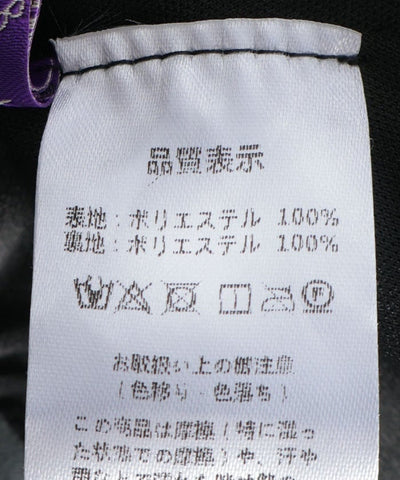 品質表示
表地：ポリエステル 100%
裏地：ポリエステル 100%
お取扱い上の御注意
(色移り・色落ち)
この商品は摩擦(特に湿っ
た状態での摩擦)や、汗や